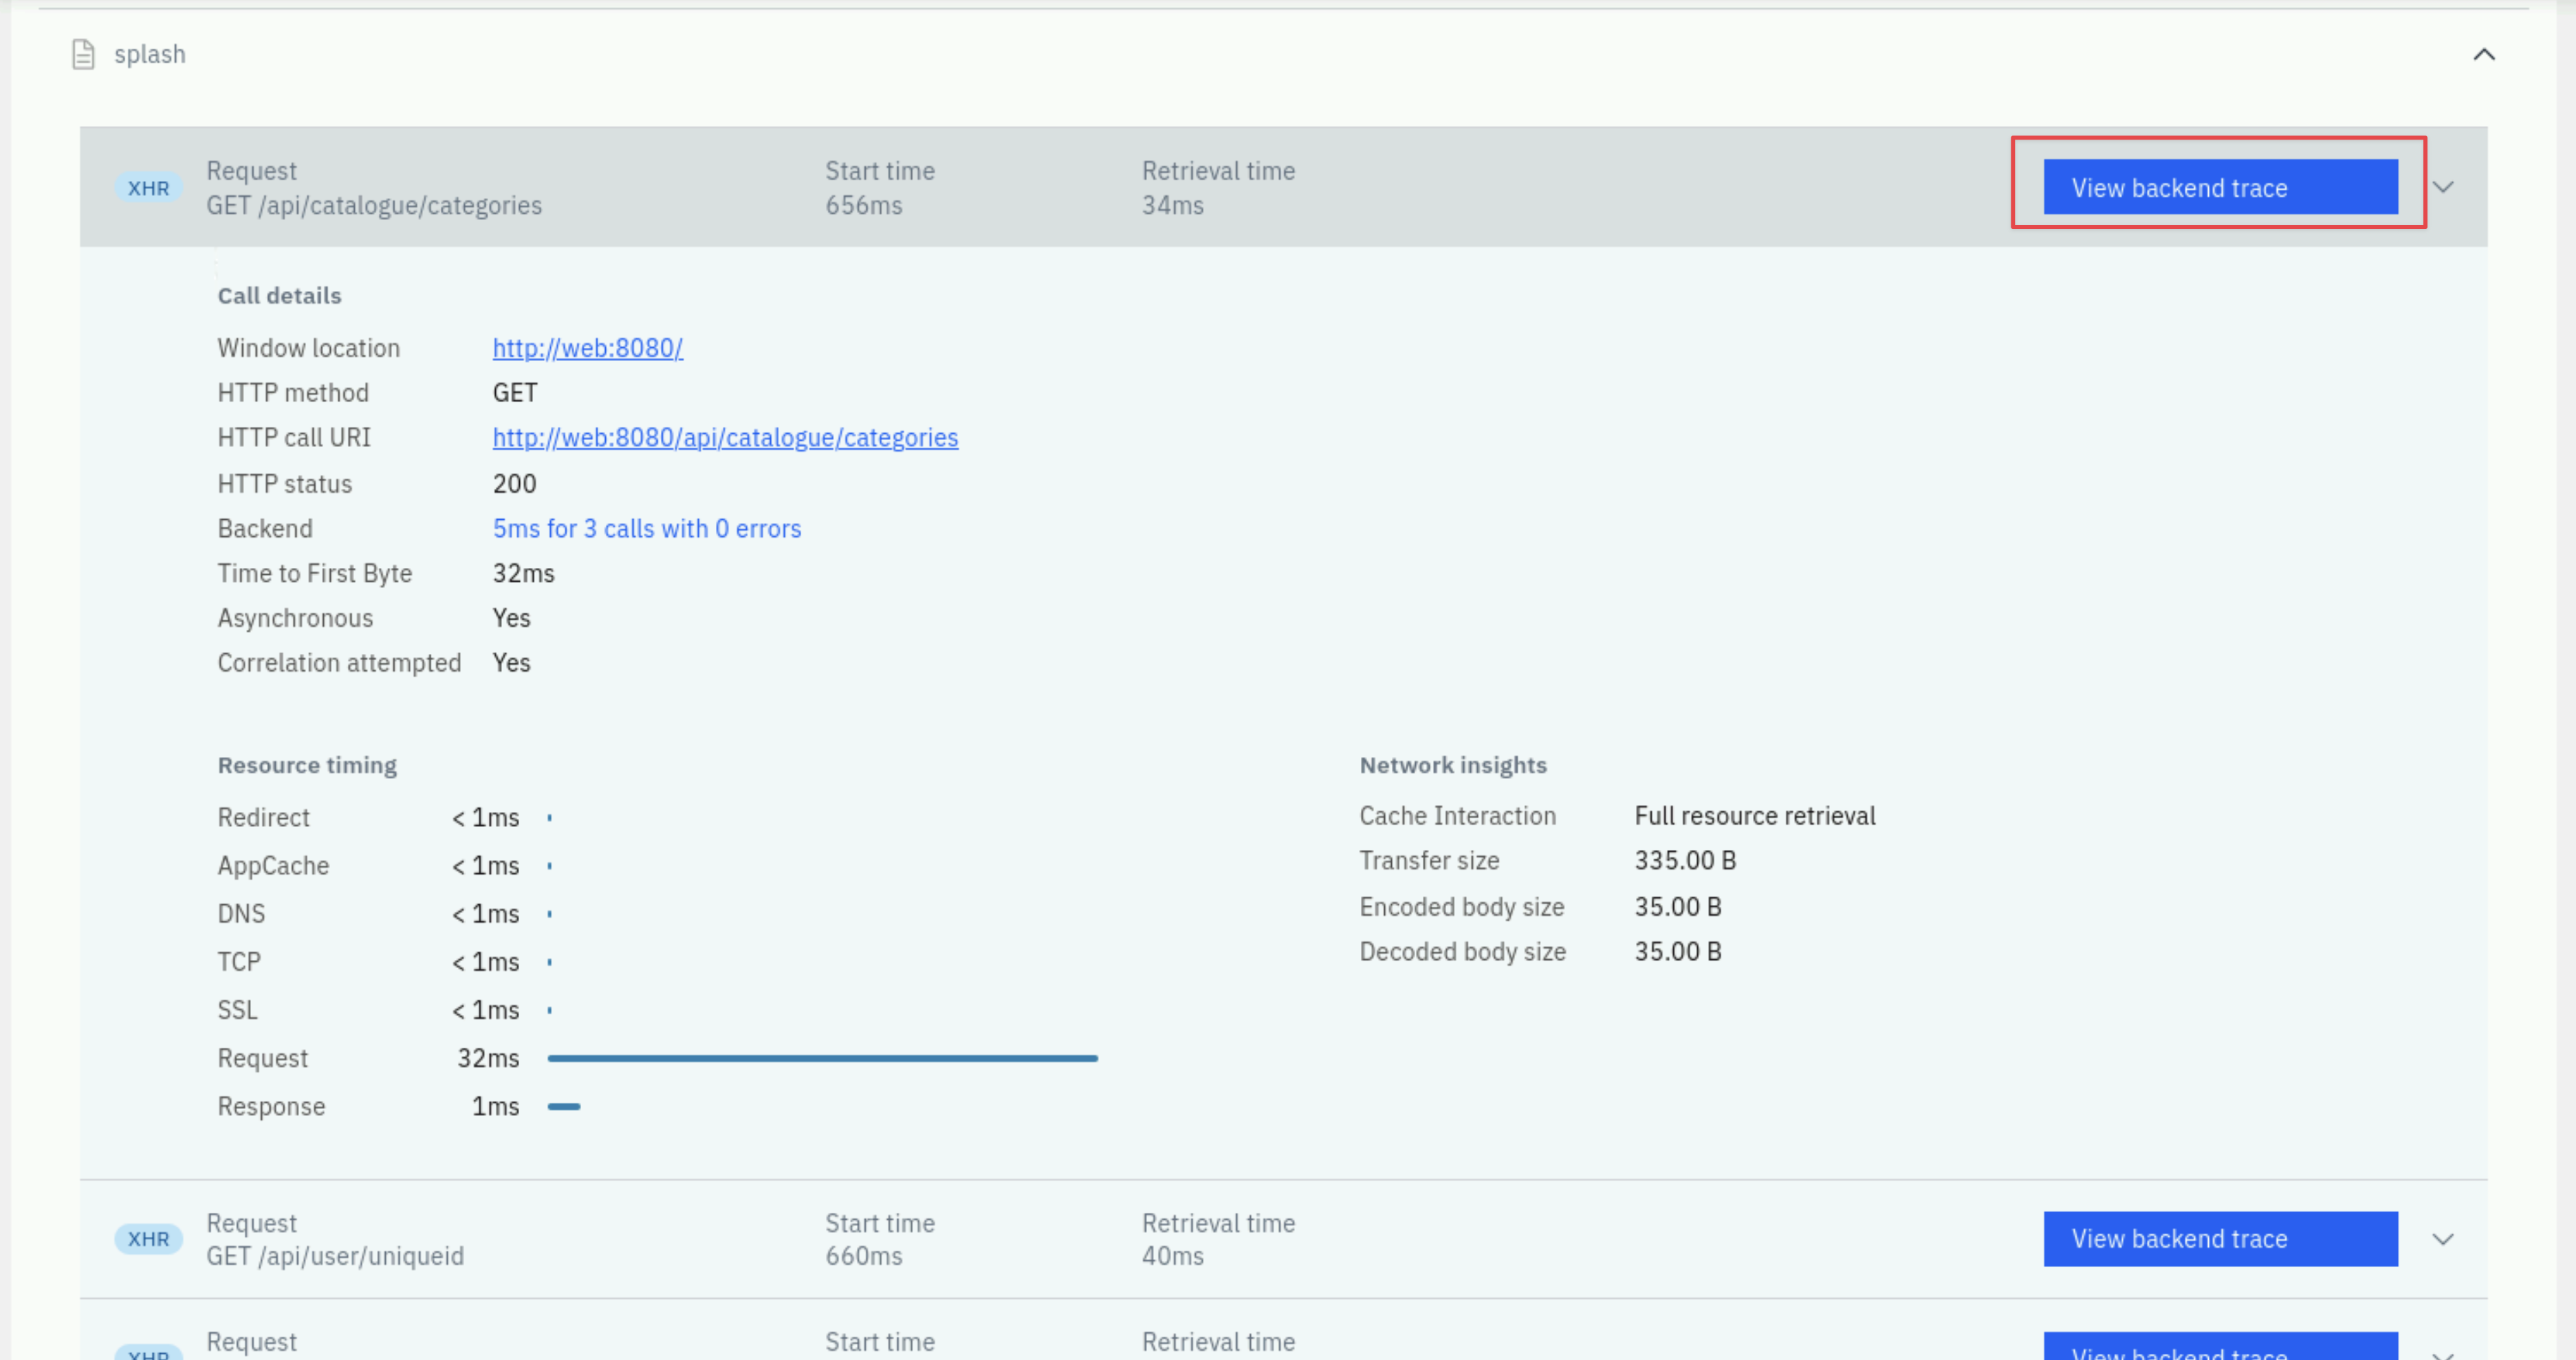 splash
XHR
Request
GET /api/catalogue/categories
Start time
656ms
Retrieval time
34ms
View backend trace
Call details
Window location http://web:8080/
HTTP method GET
HTTP call URI http://web:8080/api/catalogue/categories
HTTP status 200
Backend 5ms for 3 calls with 0 errors
Time to First Byte 32ms
Asynchronous Yes
Correlation attempted Yes
Resource timing
Redirect < 1ms
AppCache < 1ms
DNS < 1ms
TCP < 1ms
SSL < 1ms
Request 32ms
Response 1ms
Network insights
Cache Interaction Full resource retrieval
Transfer size 335.00 B
Encoded body size 35.00 B
Decoded body size 35.00 B
XHR
Request
GET /api/user/uniqueid
Start time
660ms
Retrieval time
40ms
View backend trace
XHR
Request
Start time
Retrieval time
View backend trace